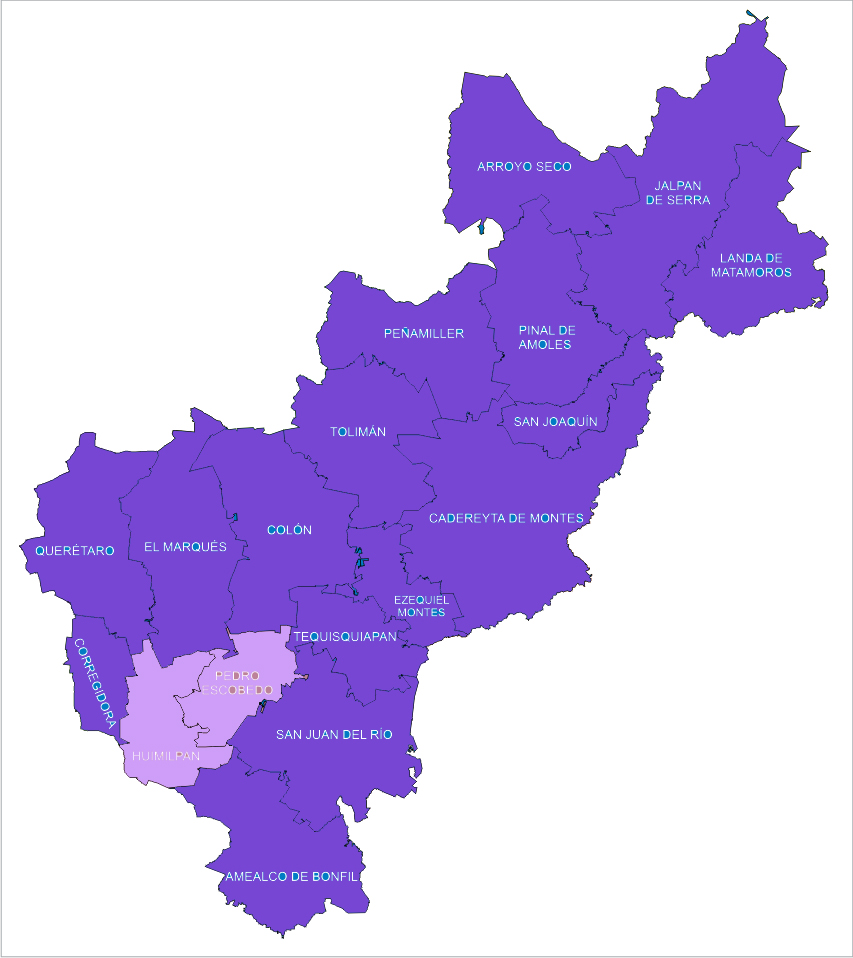 ARROYO SECO
JALPAN
DE SERRA
LANDA DE
MATAMOROS
PEÑAMILLER
PINAL DE
AMOLES
SAN JOAQUÍN
TOLIMÁN
CADEREYTA DE MONTES
COLÓN
EL MARQUÉS
QUERÉTARO
EZEQUIEL
MONTES
TEQUISQUIAPAN
CORREGIDORA
PEDRO
ESCOBEDO
SAN JUAN DEL RÍO
HUIMILPAN
AMEALCO DE BONFIL